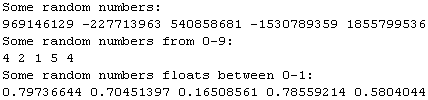 Some random numbers:
969146129 -227713963 540858681 -1530789359 1855799536
Some random numbers from 0-9:
4 2 1 5 4
Some random numbers floats between 0-1:
0.79736644 0.70451397 0.16508561 0.78559214 0.5804044